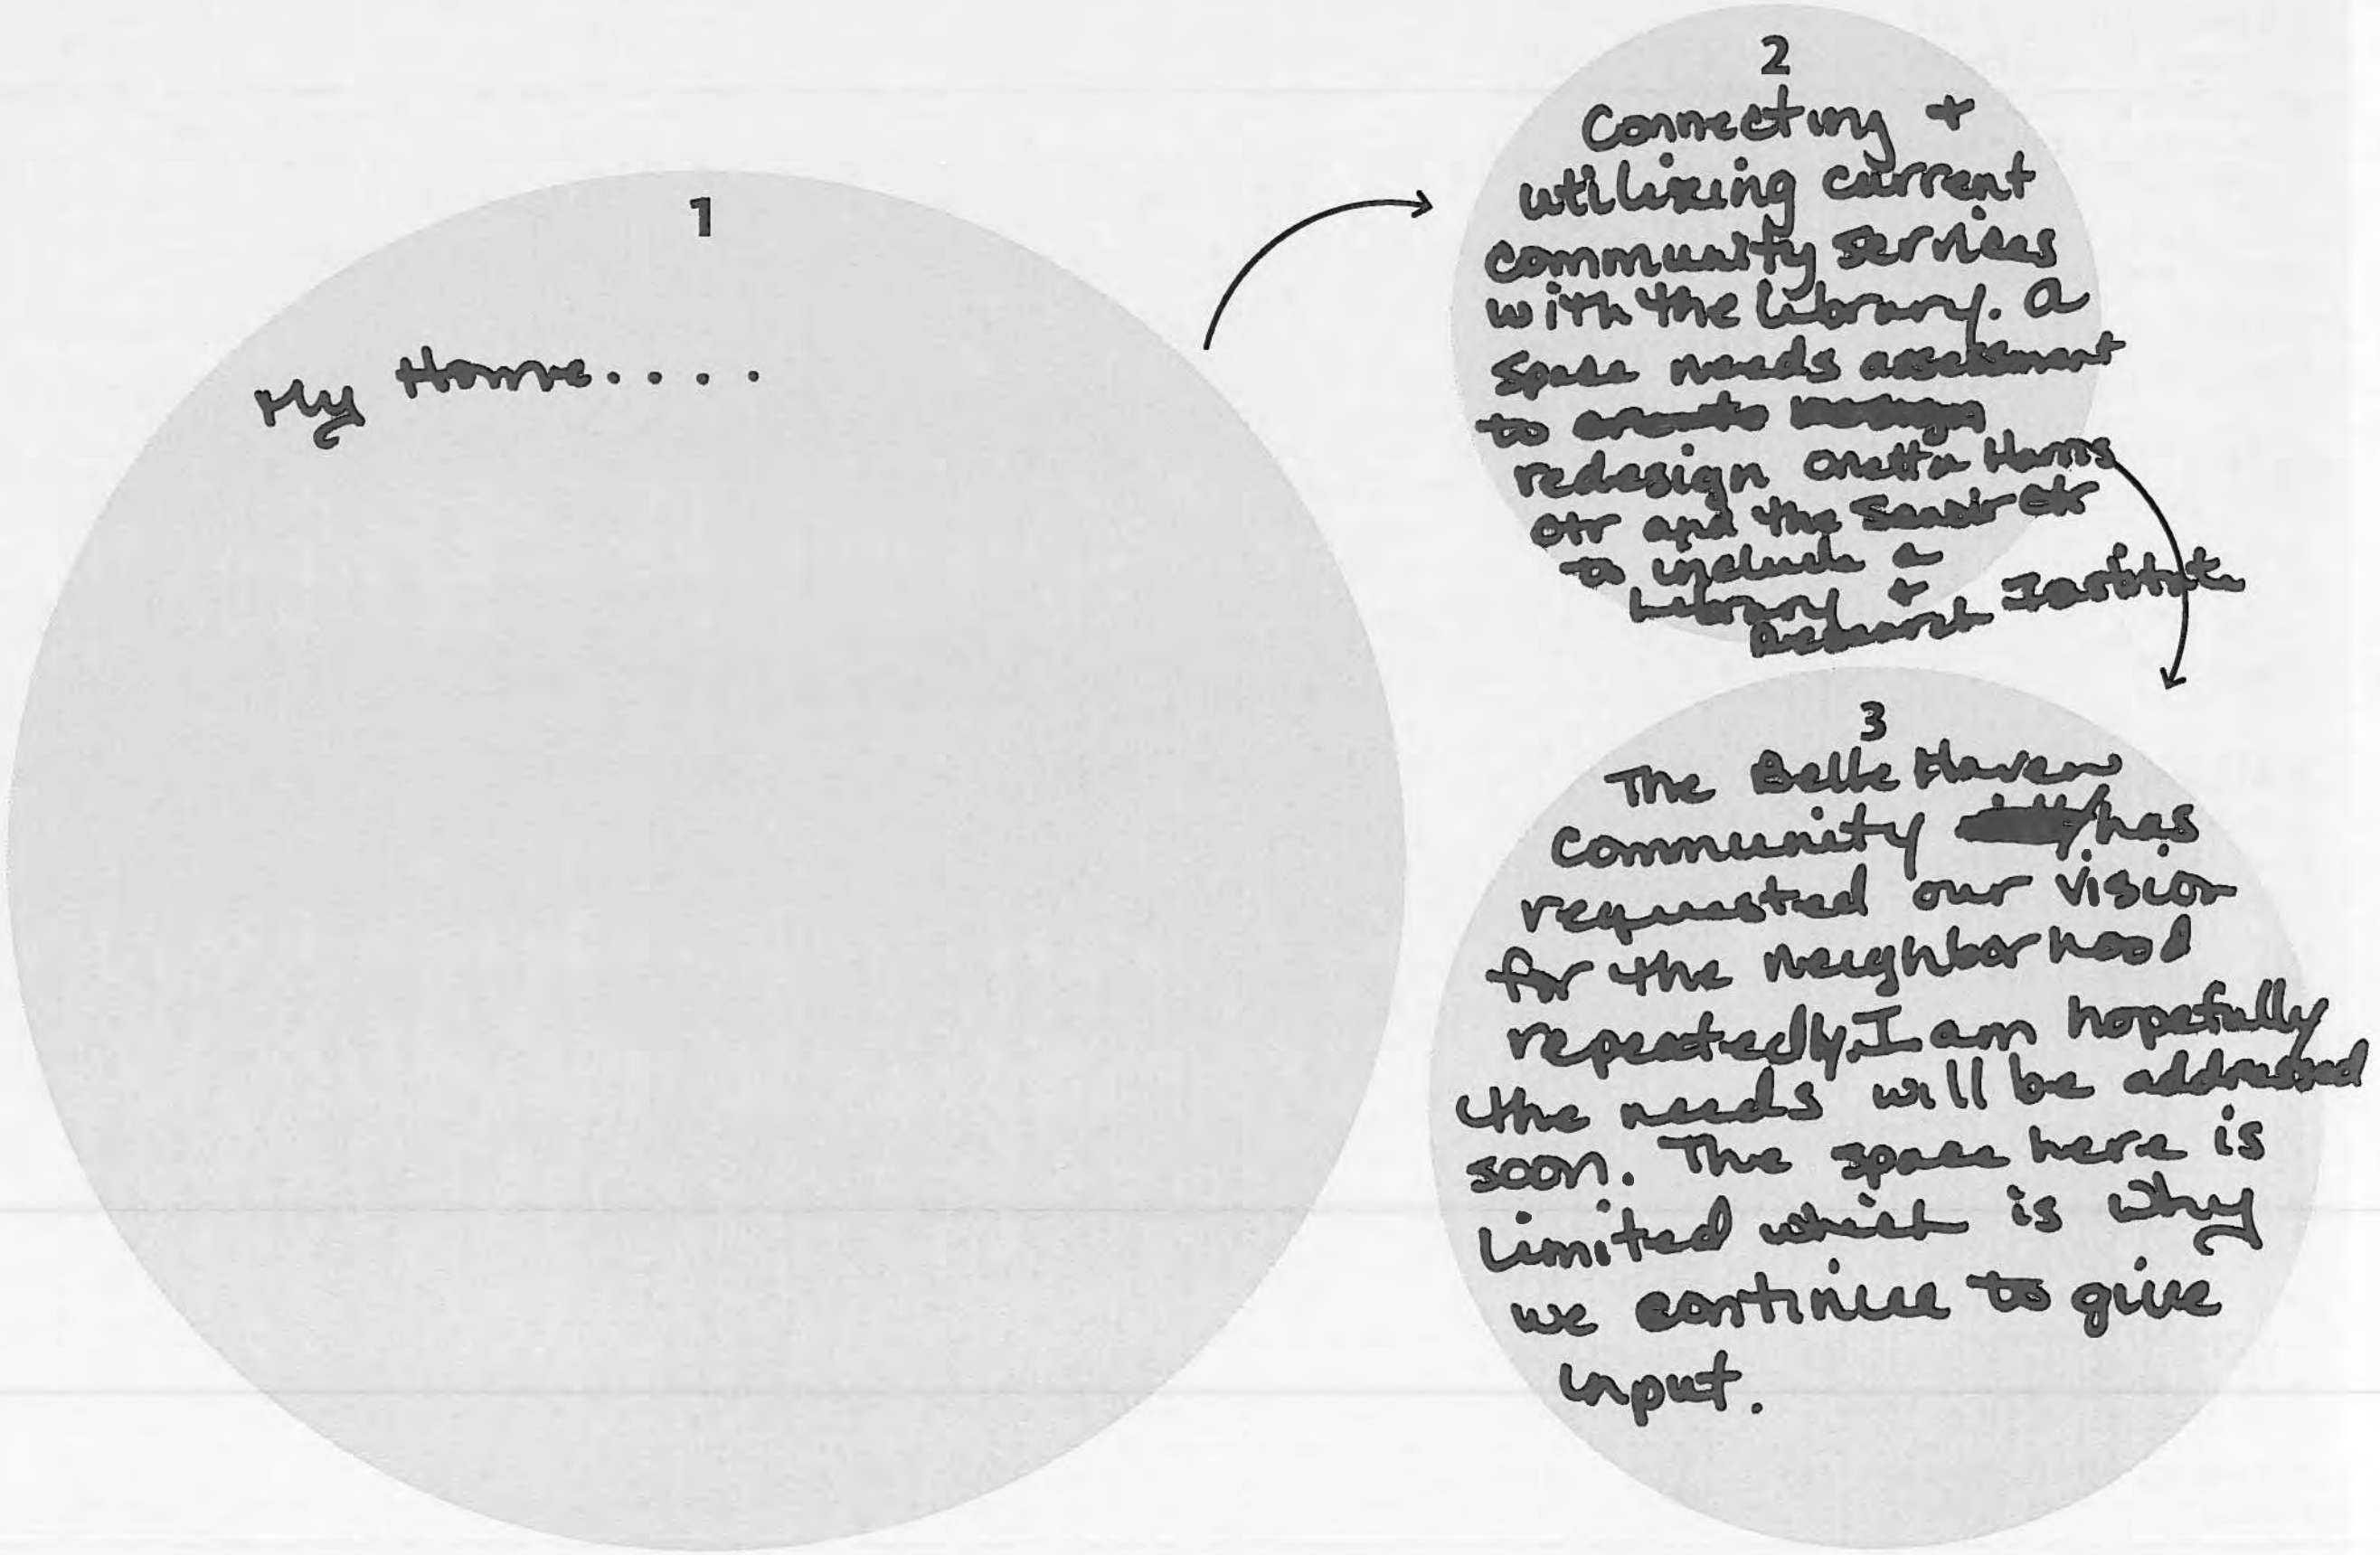 1
My Home....
2
Connecting +
utilizing current
community services
with the library. A
space needs assessment
to create
redesign Onetta Harris
Ctr and the Senoir Ctr
to include a
Library +
Research Institute
3
The Belle Haven
community has
requested our vision
for the neighborhood
repeatedly. I am hopefully
the needs will be addressed
soon. The space here is
limited which is why
we continue to give
input.